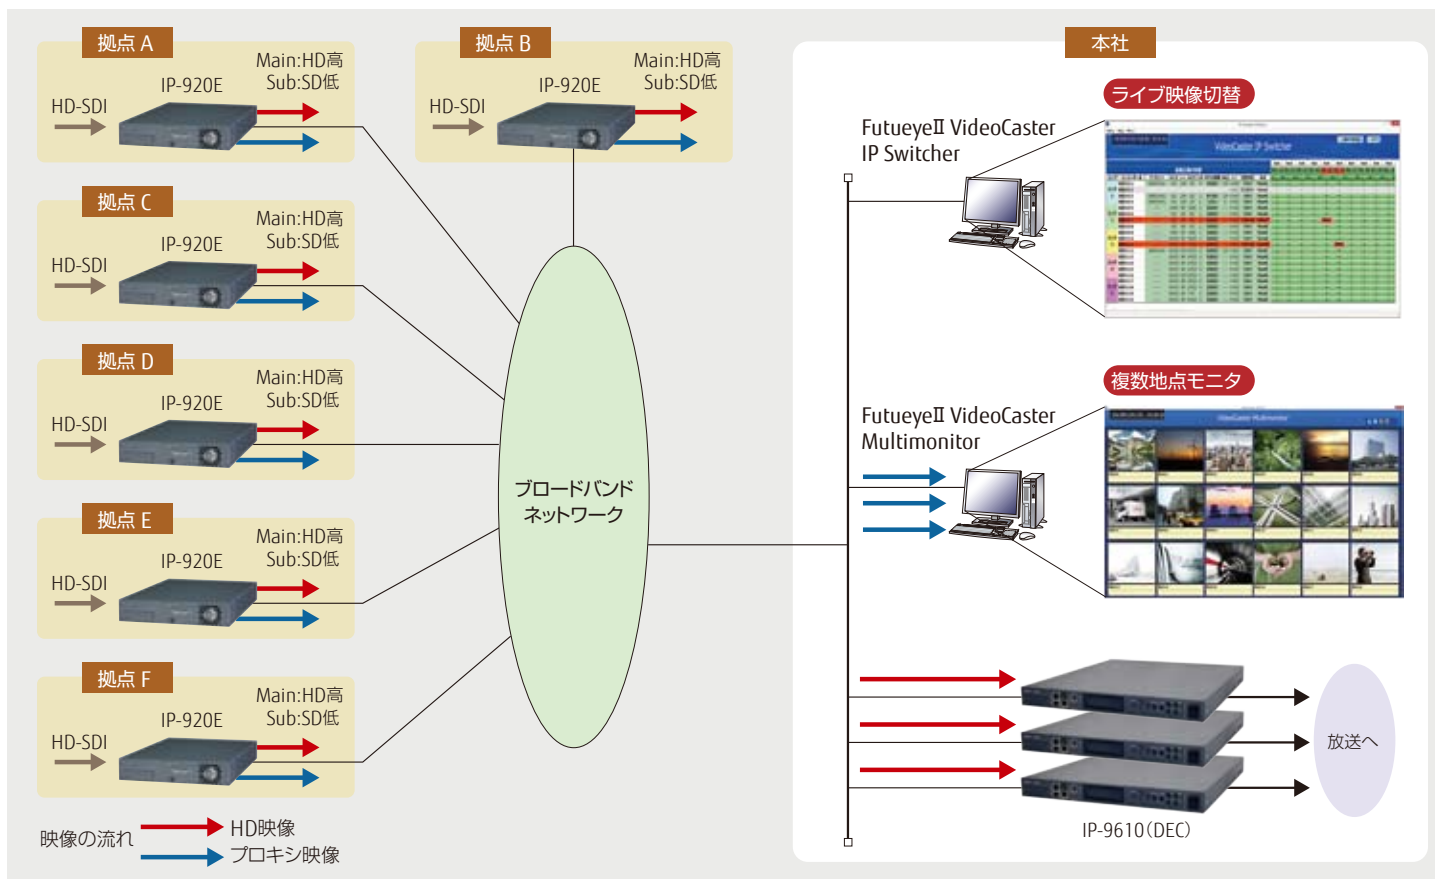 拠点 A
Main:HD高
Sub:SD低
IP-920E
HD-SDI
拠点 B
Main:HD高
Sub:SD低
IP-920E
HD-SDI
拠点 C
Main:HD高
Sub:SD低
IP-920E
HD-SDI
拠点 D
Main:HD高
Sub:SD低
IP-920E
HD-SDI
拠点 E
Main:HD高
Sub:SD低
IP-920E
HD-SDI
拠点 F
Main:HD高
Sub:SD低
IP-920E
HD-SDI
ブロードバンド
ネットワーク
本社
ライブ映像切替
FutueyeⅡ VideoCaster
IP Switcher
VideoCaster IP Switcher
複数地点モニタ
FutueyeⅡ VideoCaster
Multimonitor
VideoCaster Multimonitor
放送へ
IP-9610(DEC)
映像の流れ
HD映像
プロキシ映像